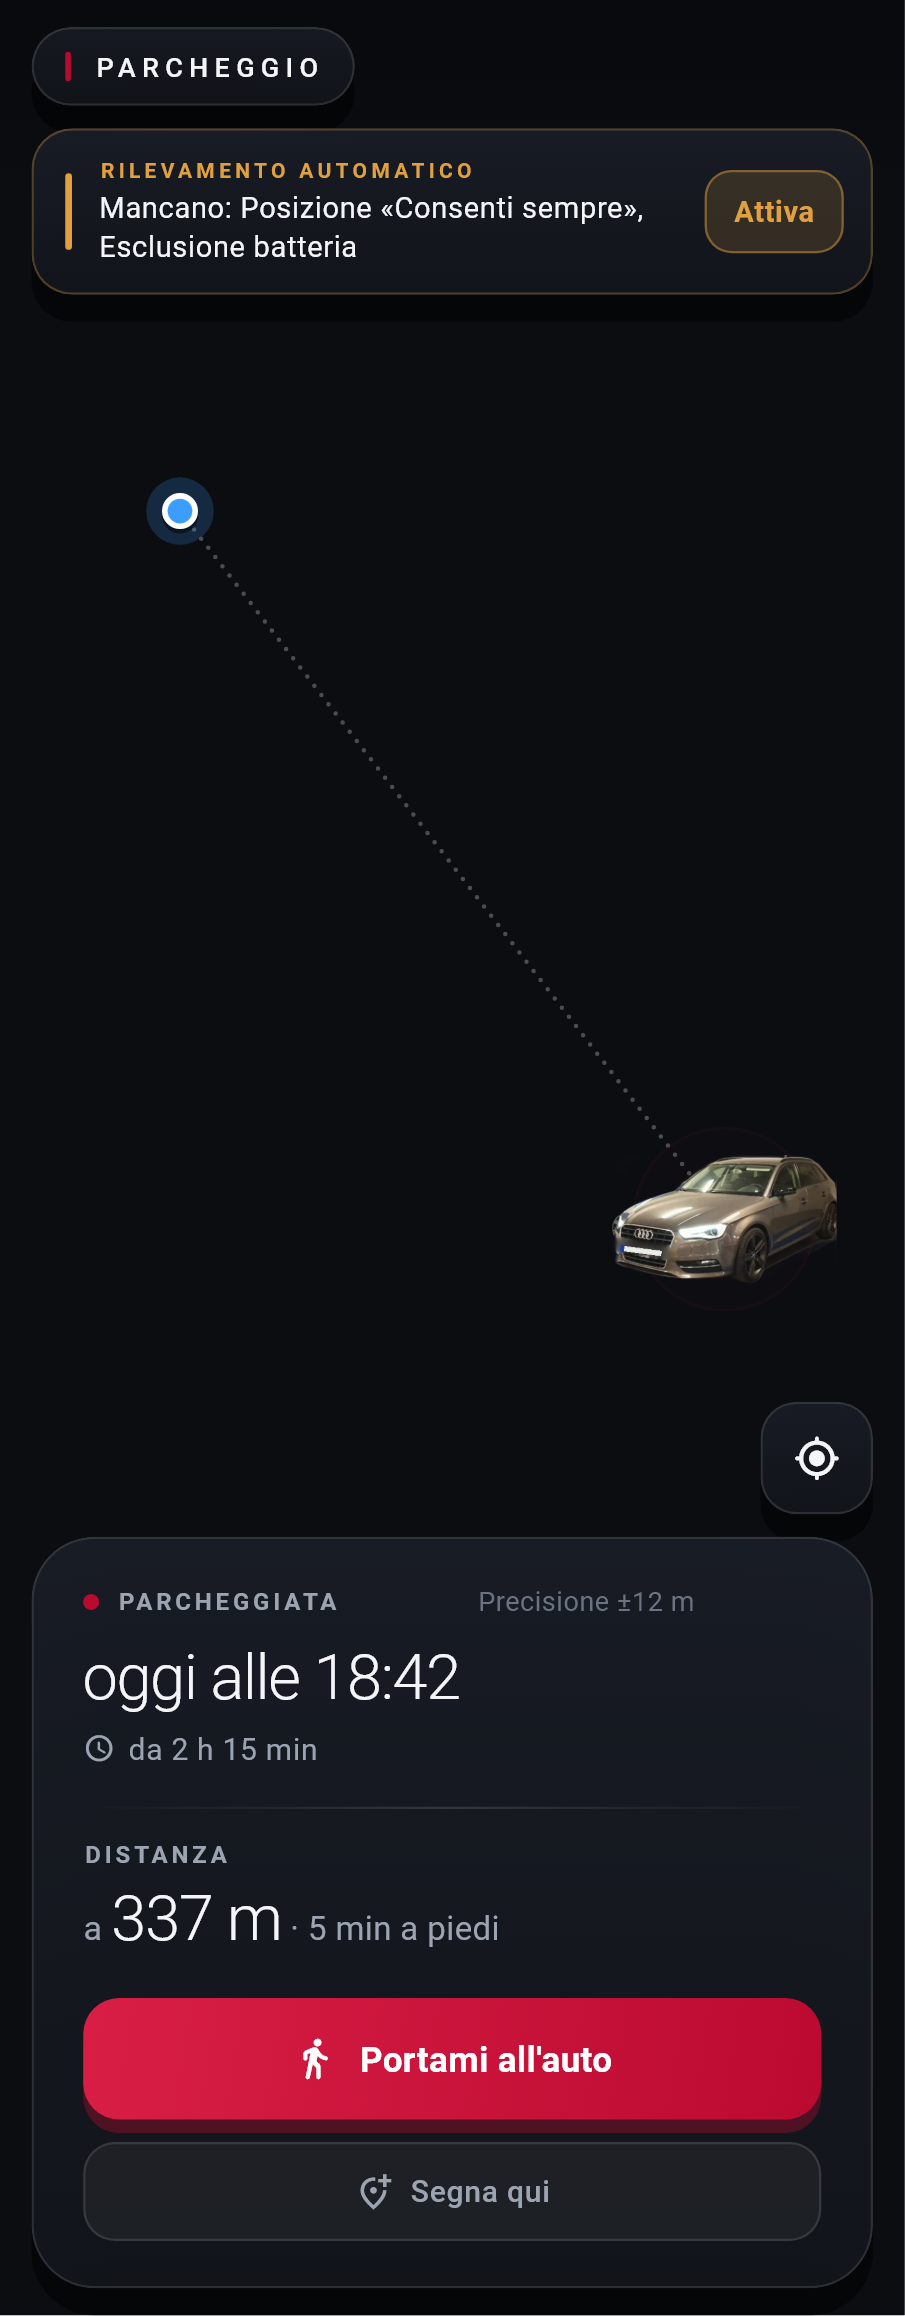 PARCHEGGIO
RILEVAMENTO AUTOMATICO
Mancano: Posizione «Consenti sempre»,
Esclusione batteria
Attiva
PARCHEGGIATA
Precisione ±12 m
oggi alle 18:42
da 2 h 15 min
DISTANZA
a 337 m · 5 min a piedi
Portami all'auto
Segna qui